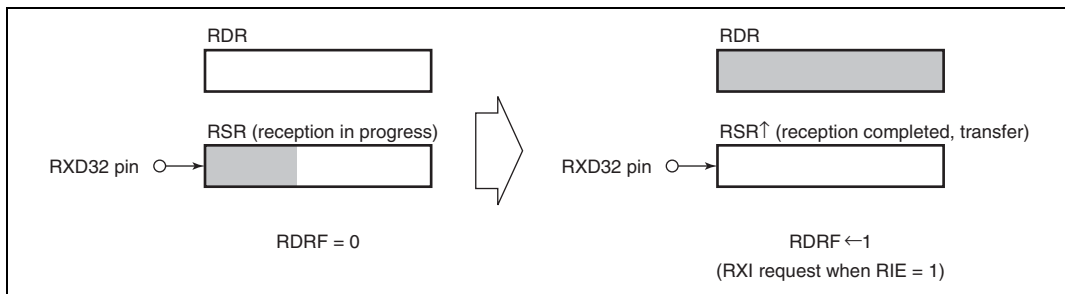 RDR
RSR (reception in progress)
RXD32 pin
RDRF = 0
RDR
RSR↑ (reception completed, transfer)
RXD32 pin
RDRF ←1
(RXI request when RIE = 1)